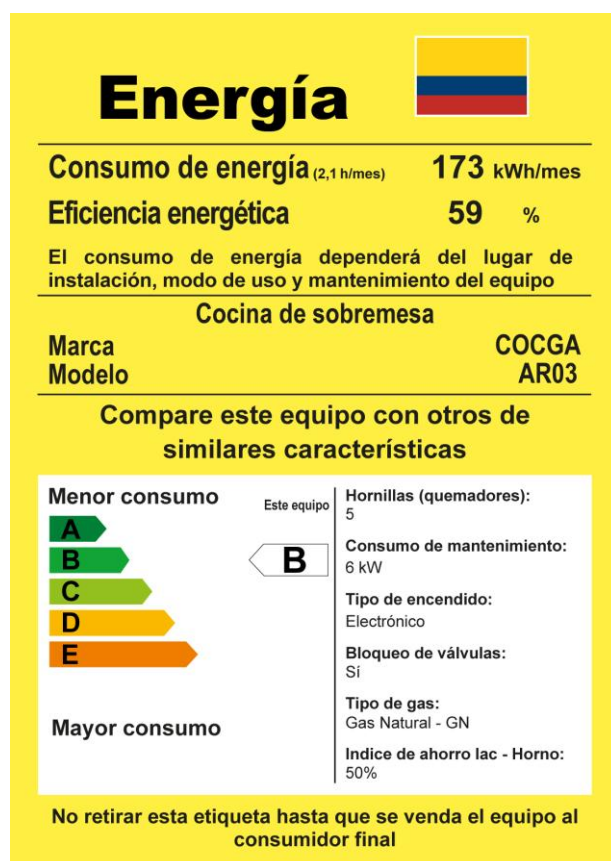 Energía
Consumo de energía (2,1 h/mes) 173 kWh/mes
Eficiencia energética 59 %
El consumo de energía dependerá del lugar de
instalación, modo de uso y mantenimiento del equipo
Cocina de sobremesa
Marca COCGA
Modelo AR03
Compare este equipo con otros de
similares características
Menor consumo
Este equipo
A
B
B
C
D
E
Mayor consumo
Hornillas (quemadores):
5
Consumo de mantenimiento:
6 kW
Tipo de encendido:
Electrónico
Bloqueo de válvulas:
Sí
Tipo de gas:
Gas Natural - GN
Indice de ahorro Iac - Horno:
50%
No retirar esta etiqueta hasta que se venda el equipo al
consumidor final